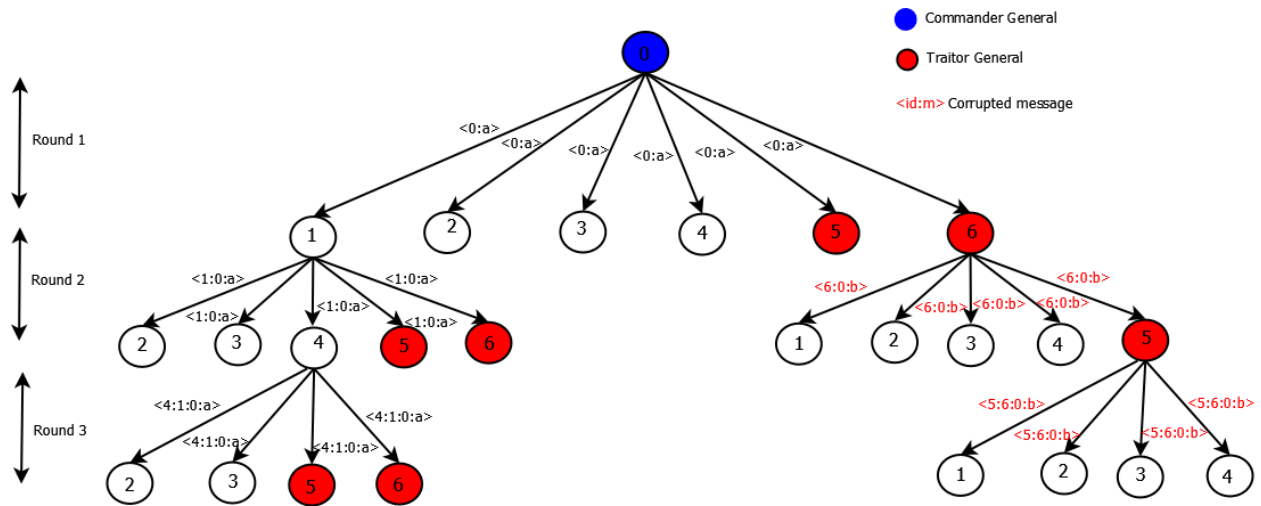 Commander General
0
Traitor General
<id:m> Corrupted message
Round 1
<0:a>
<0:a>
<0:a>
<0:a>
<0:a>
<0:a>
1
2
3
4
5
6
Round 2
<1:0:a>
<1:0:a>
<1:0:a>
<1:0:a>
<1:0:a>
<6:0:b>
<6:0:b>
<6:0:b>
<6:0:b>
<6:0:b>
2
3
4
5
6
1
2
3
4
5
Round 3
<4:1:0:a>
<4:1:0:a>
<4:1:0:a>
<4:1:0:a>
<5:6:0:b>
<5:6:0:b>
<5:6:0:b>
<5:6:0:b>
2
3
5
6
1
2
3
4